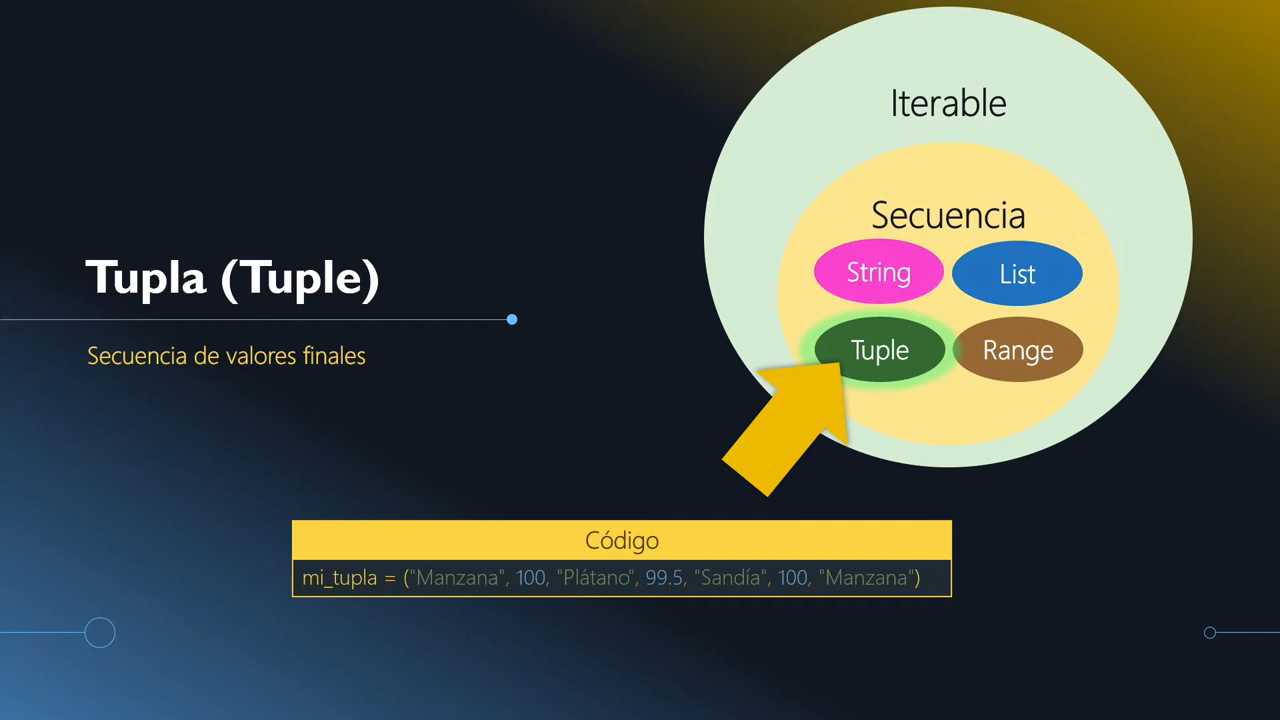 Iterable
Secuencia
String
List
Tuple
Range
Tupla (Tuple)
Secuencia de valores finales
Código
mi_tupla = ("Manzana", 100, "Plátano", 99.5, "Sandía", 100, "Manzana")